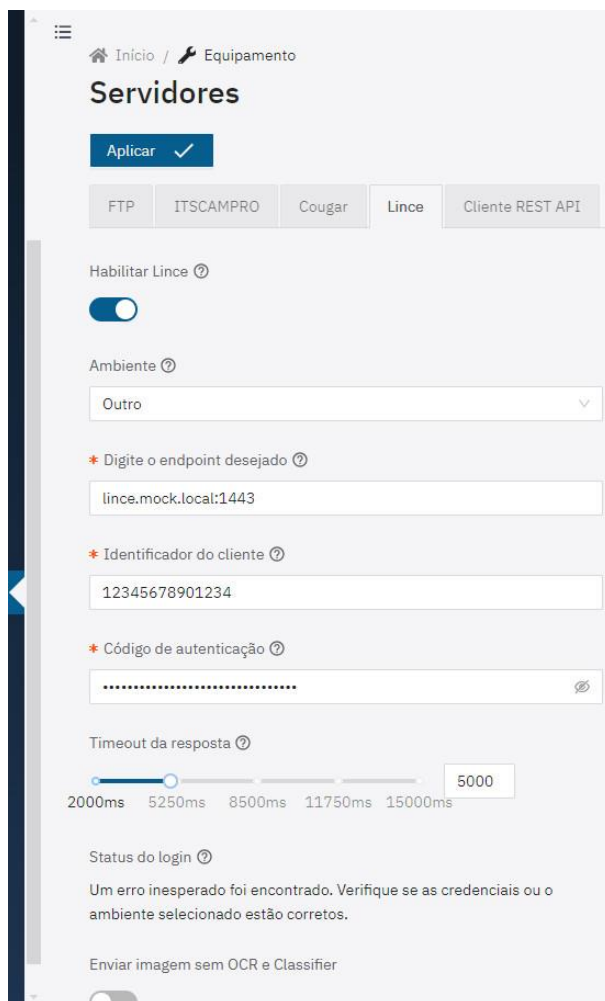 Início / Equipamento
Servidores
Aplicar
FTP ITSCAMPRO Cougar Lince Cliente REST API
Habilitar Lince
Ambiente
Outro
* Digite o endpoint desejado
lince.mock.local:1443
* Identificador do cliente
12345678901234
* Código de autenticação
••••••••••••••••••••••••••••••••
Timeout da resposta
5000
2000ms 5250ms 8500ms 11750ms 15000ms
Status do login
Um erro inesperado foi encontrado. Verifique se as credenciais ou o
ambiente selecionado estão corretos.
Enviar imagem sem OCR e Classifier